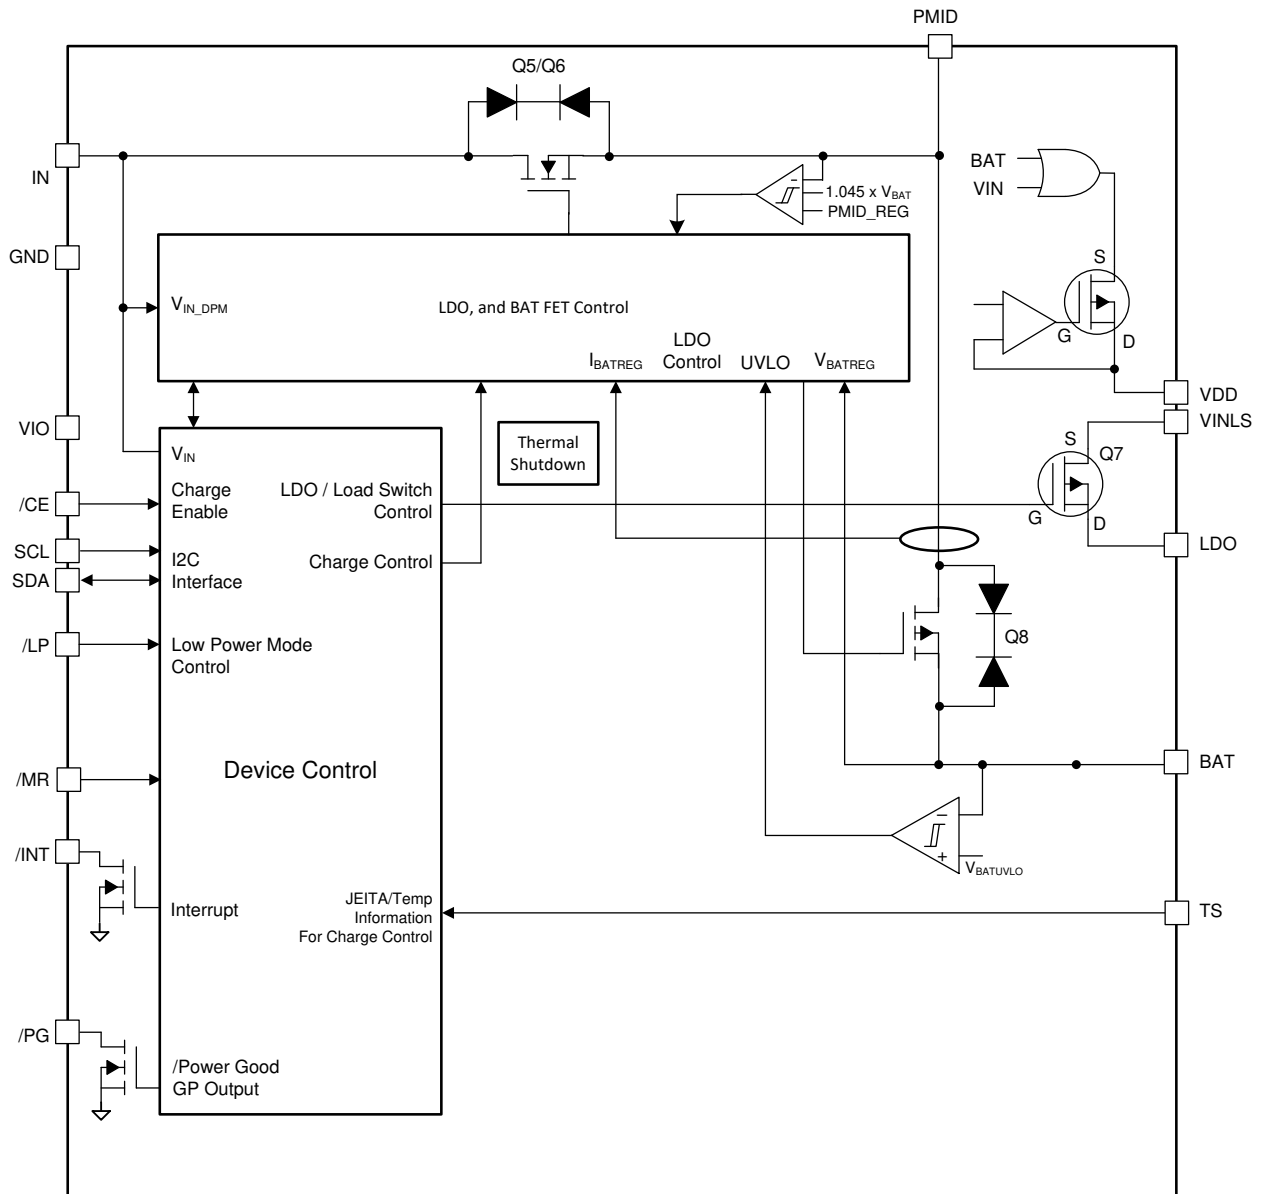 PMID
Q5/Q6
IN
BAT
VIN
1.045 x VBAT
PMID_REG
GND
S
VIN_DPM
LDO, and BAT FET Control
G
D
LDO
Control
IBATREG
UVLO
VBATREG
VDD
VINLS
VIO
Thermal
Shutdown
S
Q7
VIN
Charge
Enable
LDO / Load Switch
Control
/CE
G
D
LDO
SCL
SDA
I2C
Interface
Charge Control
/LP
Low Power Mode
Control
Q8
/MR
Device Control
BAT
−
+
VBATUVLO
/INT
Interrupt
JEITA/Temp
Information
For Charge Control
TS
/PG
/Power Good
GP Output